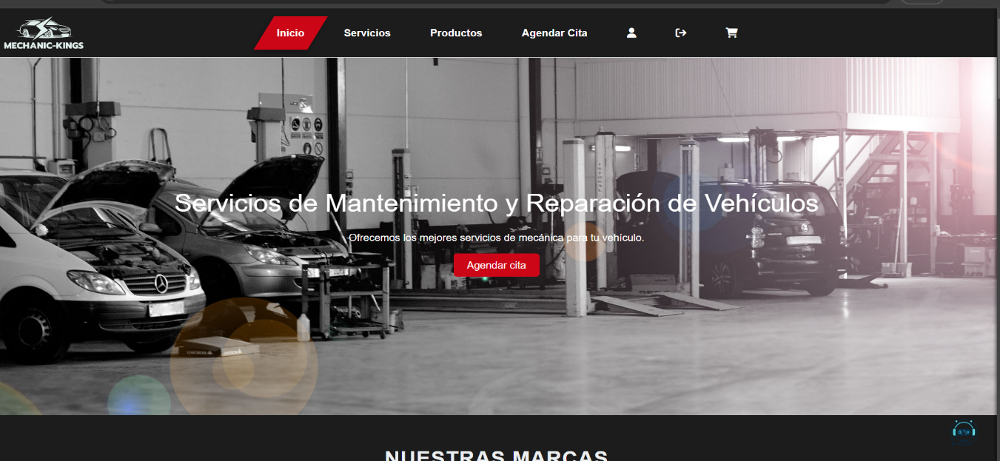 MECHANIC-KINGS
Inicio
Servicios
Productos
Agendar Cita
Servicios de Mantenimiento y Reparación de Vehículos
Ofrecemos los mejores servicios de mecánica para tu vehículo.
Agendar cita
NUESTRAS MARCAS